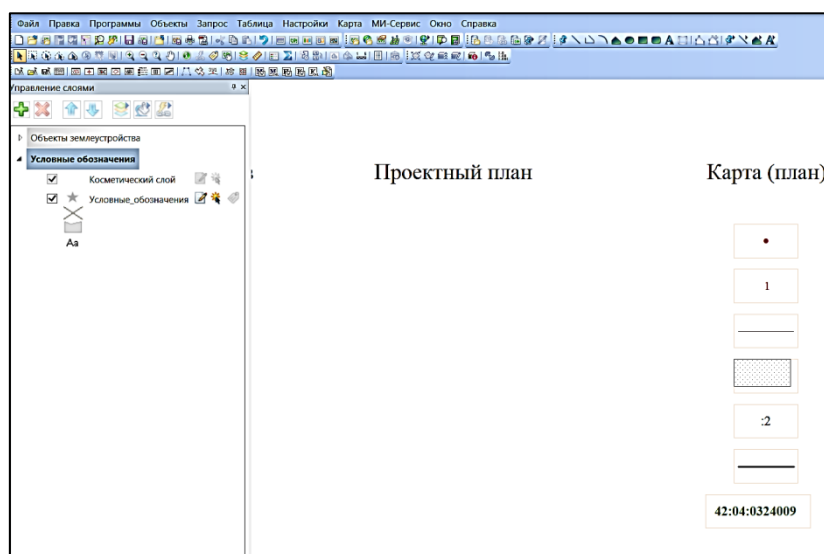 Файл Правка Программы Объекты Запрос Таблица Настройки Карта МИ-Сервис Окно Справка
Управление слоями
Объекты землеустройства
Условные обозначения
Косметический слой
Условные_обозначения
Aa
Проектный план
Карта (план)
1
:2
42:04:0324009